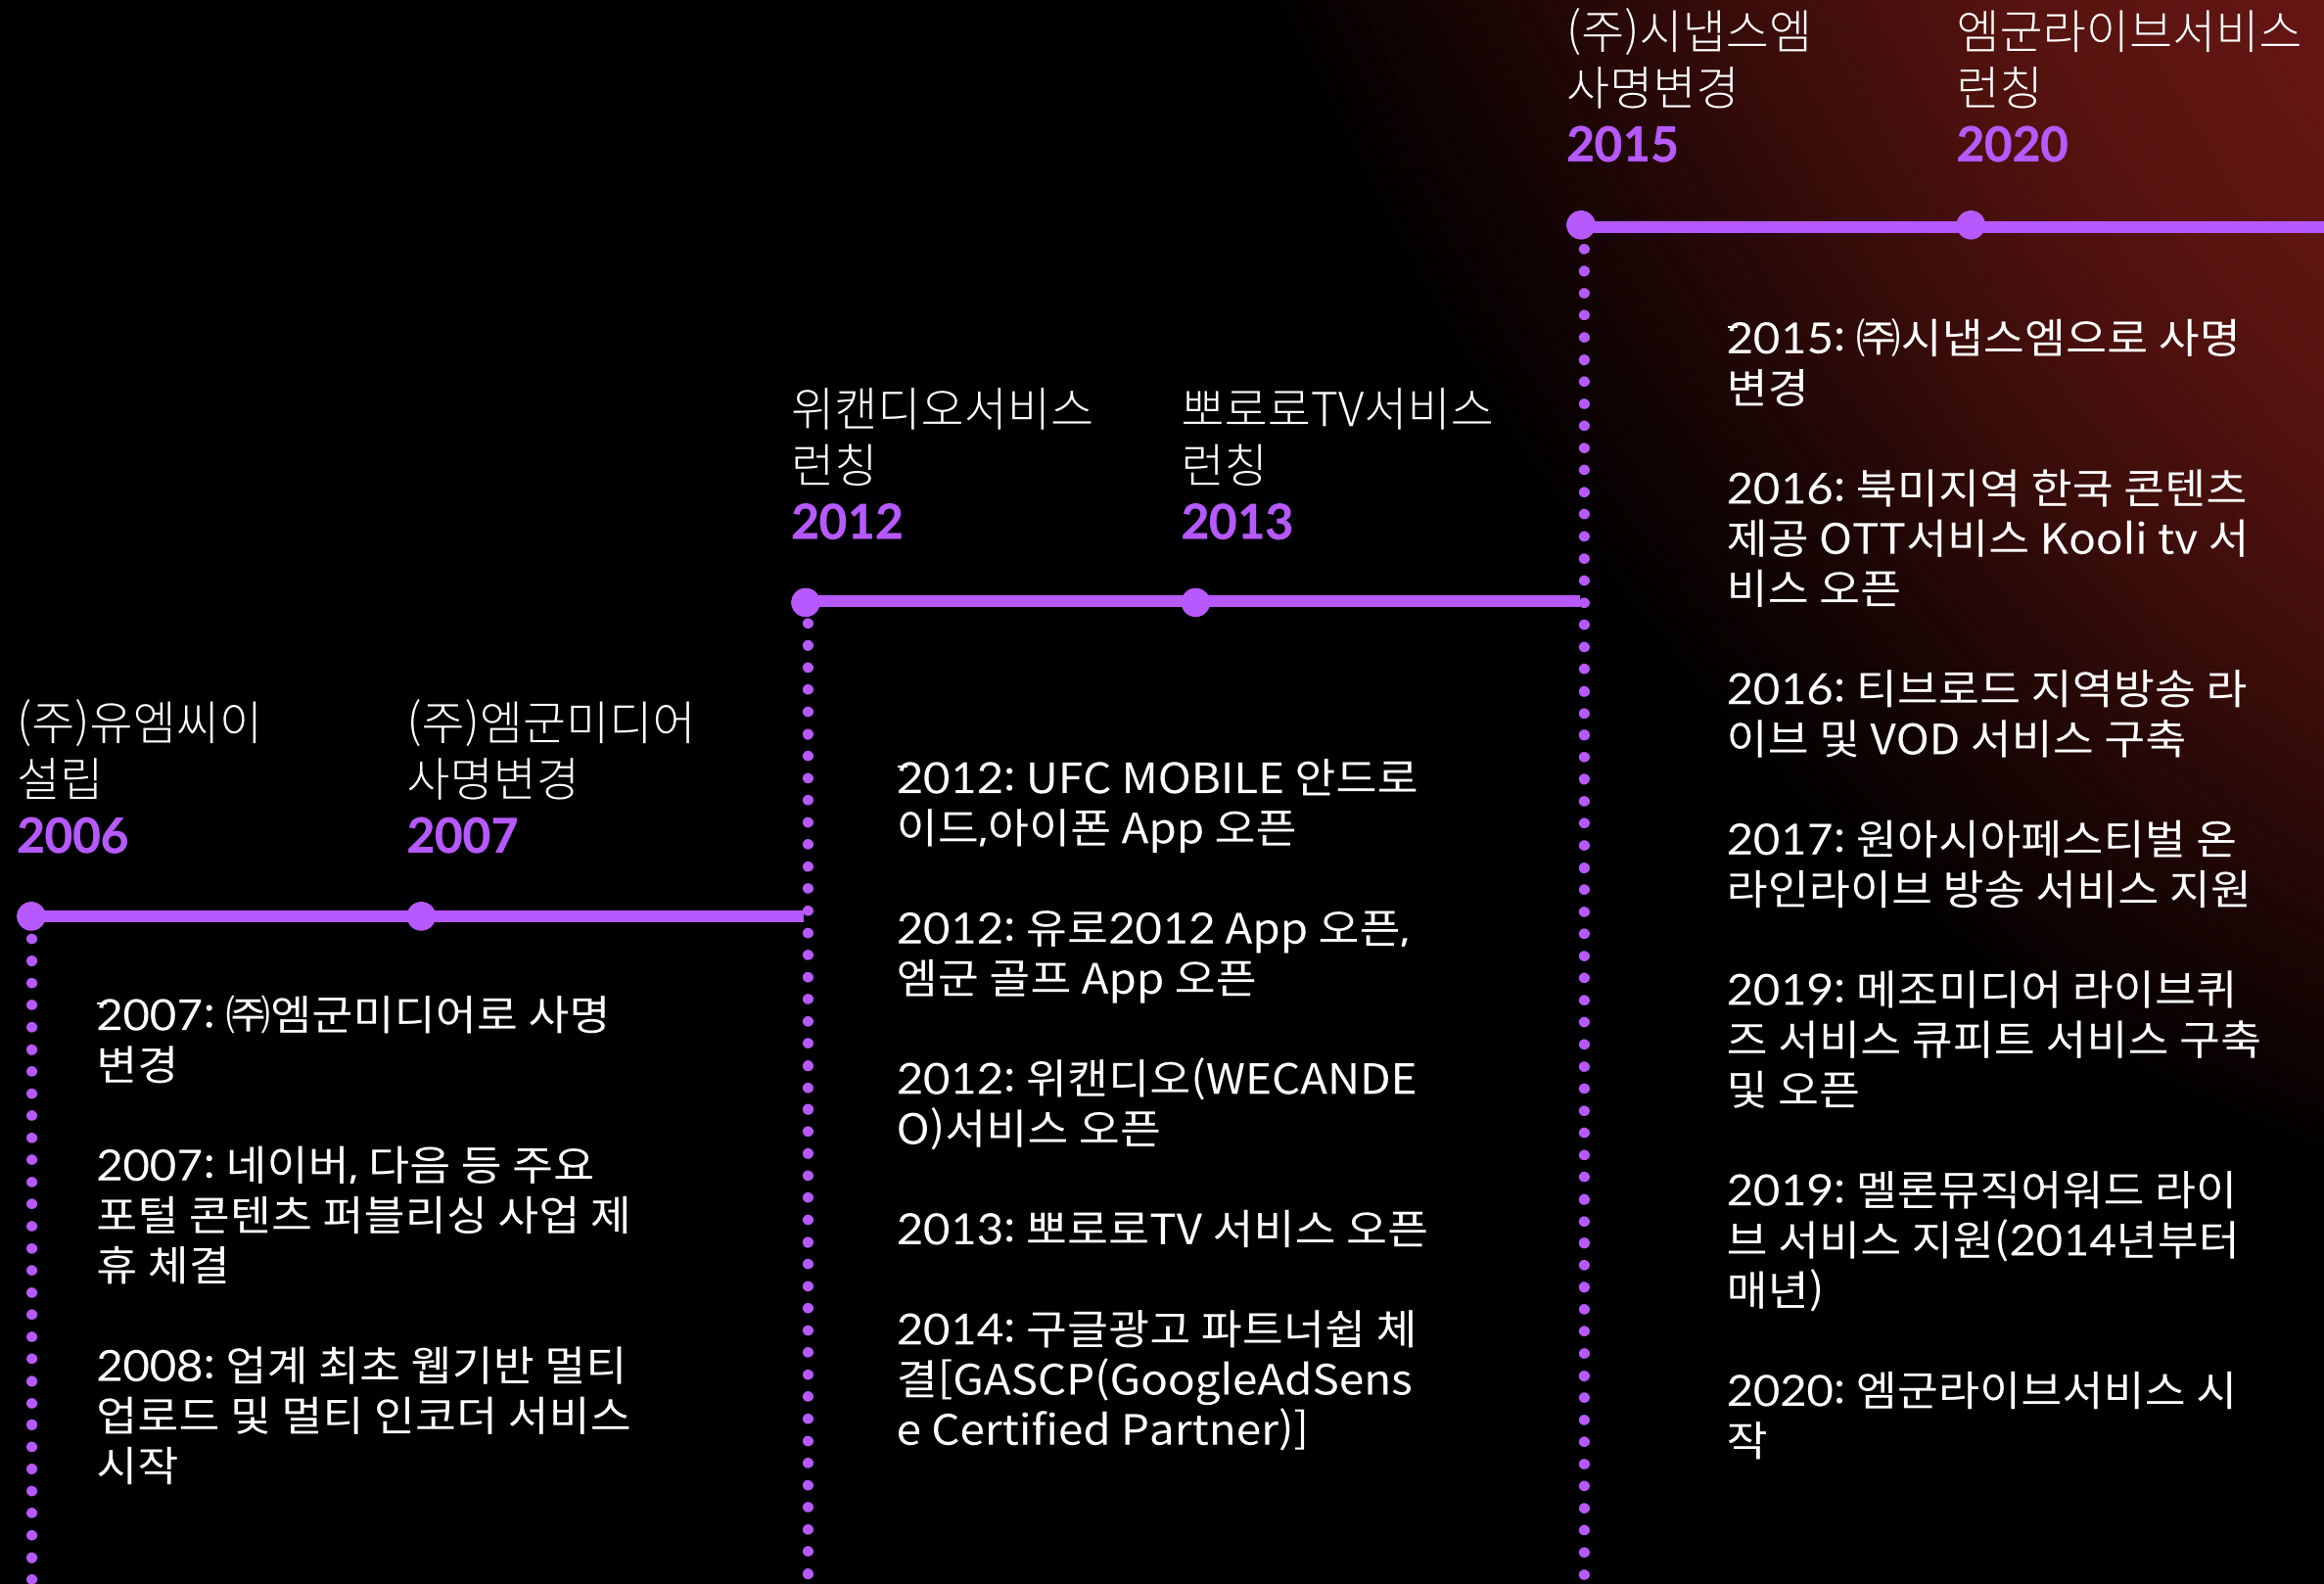 (주)유엠씨이
설립
2006
(주)엠군미디어
사명변경
2007
2007: ㈜엠군미디어로 사명
변경
2007: 네이버, 다음 등 주요
포털 콘텐츠 퍼블리싱 사업 제
휴 체결
2008: 업계 최초 웹기반 멀티
업로드 및 멀티 인코더 서비스
시작
위캔디오서비스
런칭
2012
뽀로로TV서비스
런칭
2013
2012: UFC MOBILE 안드로
이드,아이폰 App 오픈
2012: 유로2012 App 오픈,
엠군 골프 App 오픈
2012: 위캔디오(WECANDE
O)서비스 오픈
2013: 뽀로로TV 서비스 오픈
2014: 구글광고 파트너쉽 체
결[GASCP(GoogleAdSens
e Certified Partner)]
(주)시냅스엠
사명변경
2015
엠군라이브서비스
런칭
2020
2015: ㈜시냅스엠으로 사명
변경
2016: 북미지역 한국 콘텐츠
제공 OTT서비스 Kooli tv 서
비스 오픈
2016: 티브로드 지역방송 라
이브 및 VOD 서비스 구축
2017: 원아시아페스티벌 온
라인라이브 방송 서비스 지원
2019: 메조미디어 라이브퀴
즈 서비스 큐피트 서비스 구축
및 오픈
2019: 멜론뮤직어워드 라이
브 서비스 지원(2014년부터
매년)
2020: 엠군라이브서비스 시
작